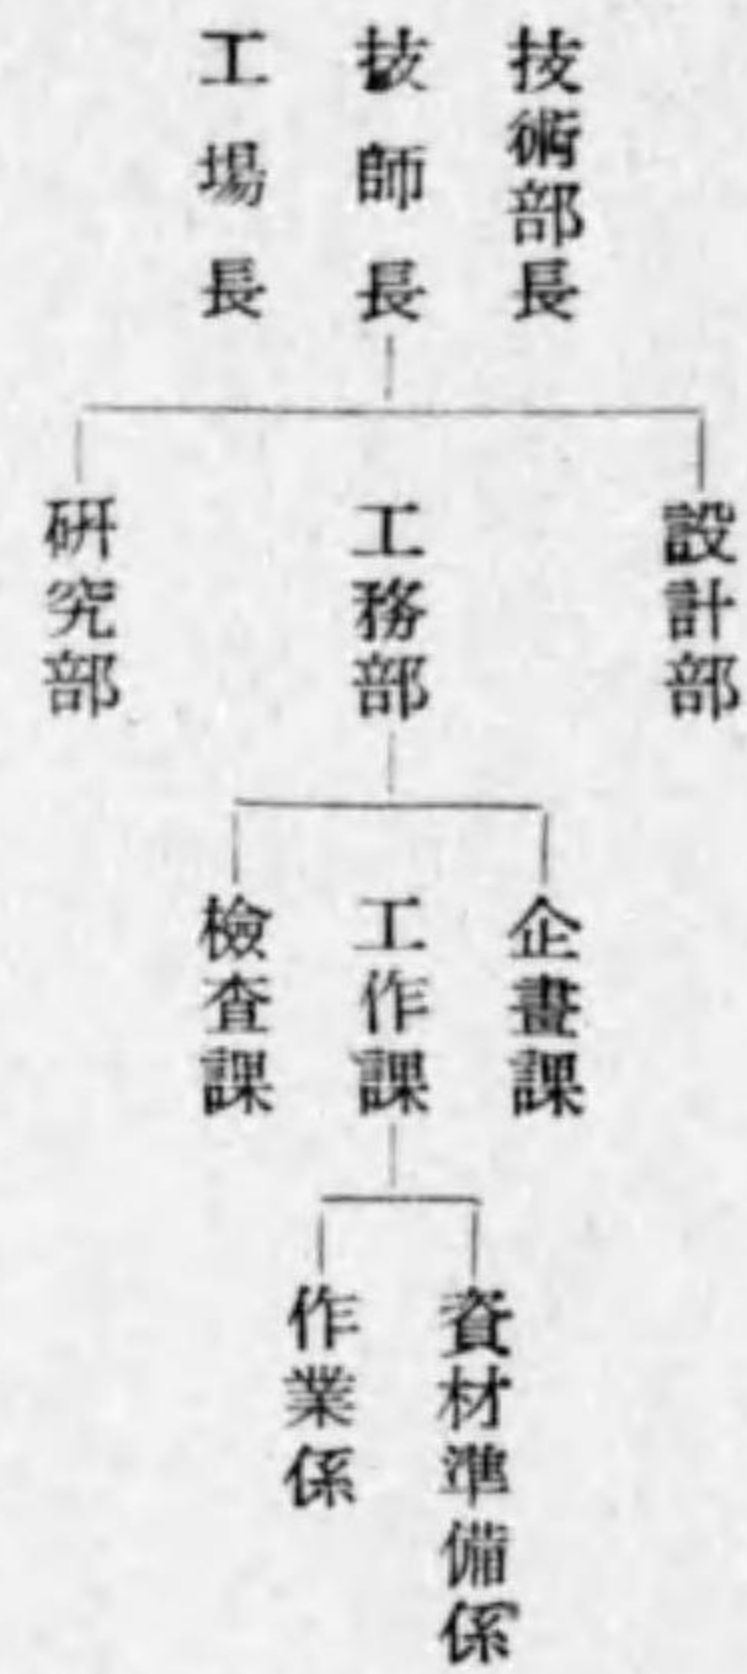 技術部長
技師長
工場長
設計部
工務部
研究部
企畫課
工作課
檢査課
資材準備係
作業係